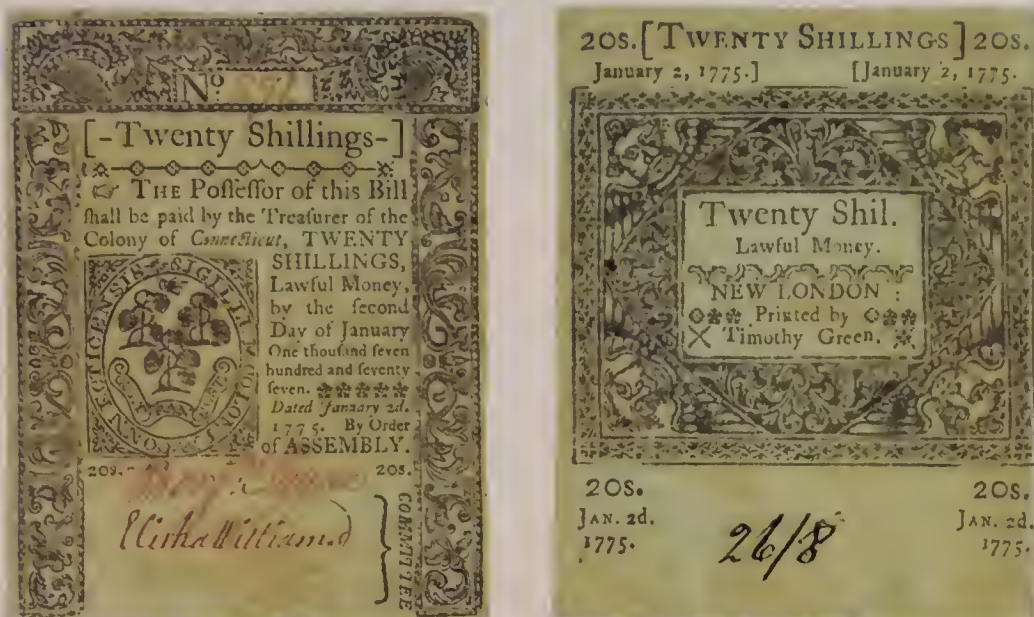 Nº
[-Twenty Shillings-]
☞ THE Poſſeſſor of this Bill
ſhall be paid by the Treaſurer of the
Colony of Connecticut, TWENTY
SHILLINGS,
Lawful Money,
by the ſecond
Day of January
One thouſand ſeven
hundred and ſeventy
ſeven. ✽✽✽✽✽
Dated January 2d.
1775. By Order
of ASSEMBLY.
20s. 20s.
Elisha Williams
COMMITTEE
20S. [TWENTY SHILLINGS] 20S.
January 2, 1775.] [January 2, 1775.
Twenty Shil.
Lawful Money.
NEW LONDON :
Printed by
Timothy Green.
20S. 20S.
JAN. 2d. JAN. 2d.
1775. 1775.
26/8